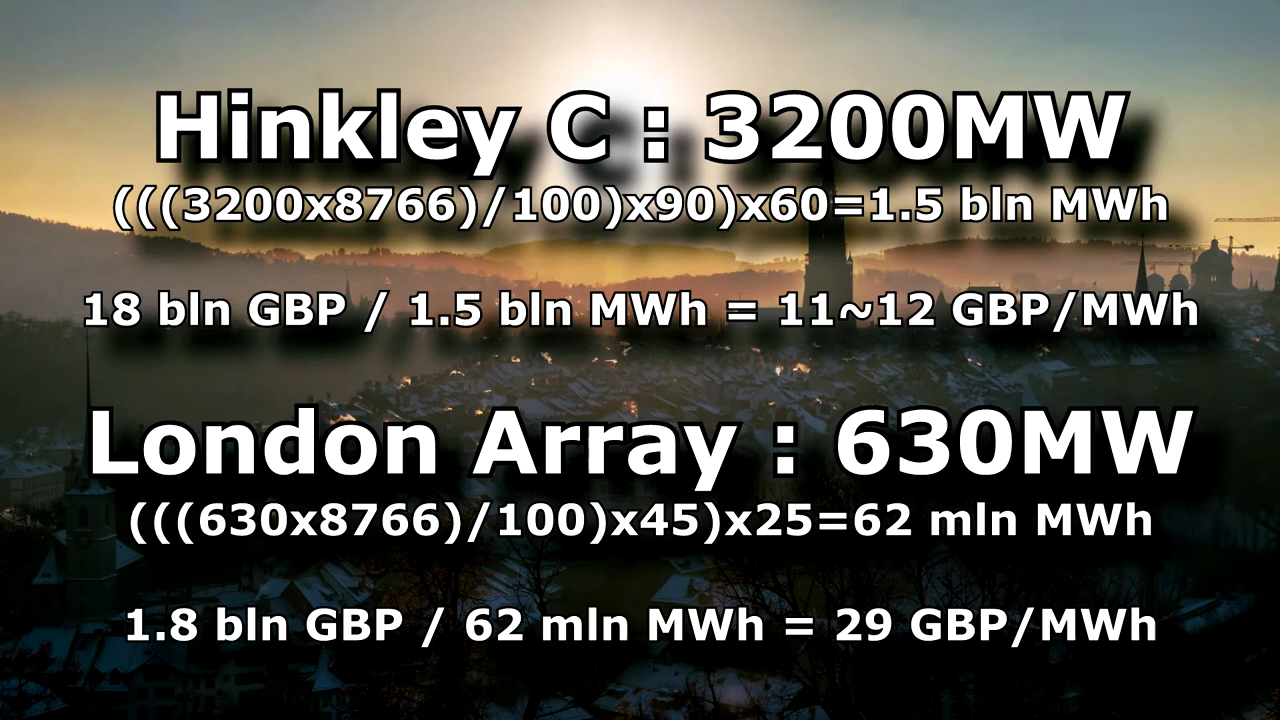 Hinkley C : 3200MW
(((3200x8766)/100)x90)x60=1.5 bln MWh
18 bln GBP / 1.5 bln MWh = 11~12 GBP/MWh
London Array : 630MW
(((630x8766)/100)x45)x25=62 mln MWh
1.8 bln GBP / 62 mln MWh = 29 GBP/MWh